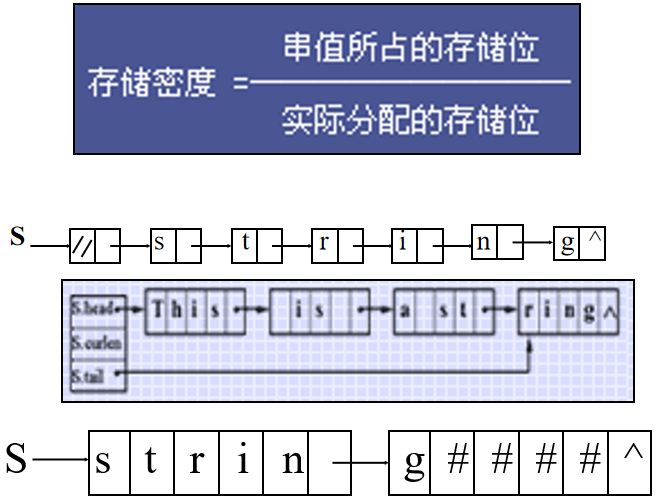 串值所占的存储位
存储密度 =
实际分配的存储位
S // s t r i n g ^
S.head This is a st ring^
S.curlen
S.tail
S s t r i n g # # # # ^